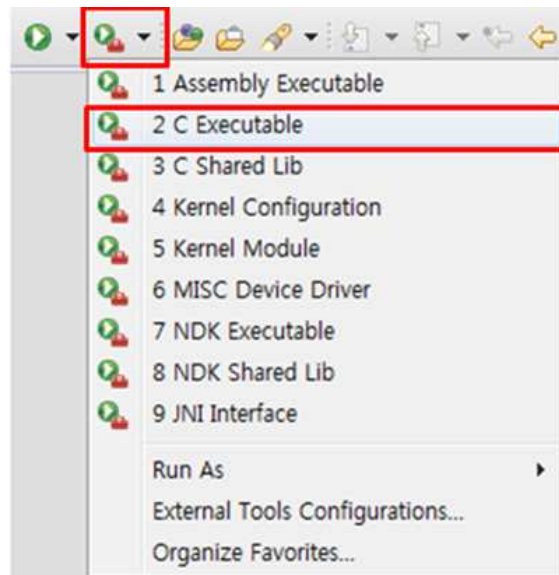 1 Assembly Executable
2 C Executable
3 C Shared Lib
4 Kernel Configuration
5 Kernel Module
6 MISC Device Driver
7 NDK Executable
8 NDK Shared Lib
9 JNI Interface
Run As
External Tools Configurations...
Organize Favorites...